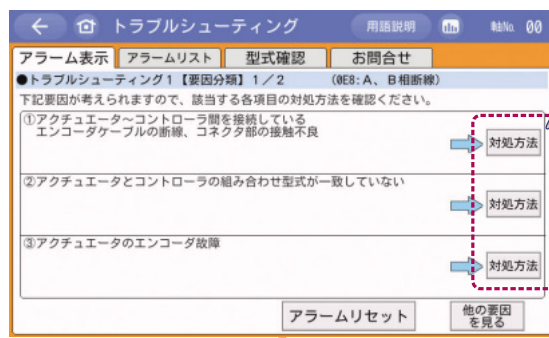 トラブルシューティング 用語説明 軸No. 00
アラーム表示 アラームリスト 型式確認 お問合せ
●トラブルシューティング1【要因分類】1／2 （0E8：A、B相断線）
下記要因が考えられますので、該当する各項目の対処方法を確認ください。
①アクチュエータ～コントローラ間を接続している
エンコーダケーブルの断線、コネクタ部の接触不良
対処方法
②アクチュエータとコントローラの組み合わせ型式が一致していない
対処方法
③アクチュエータのエンコーダ故障
対処方法
アラームリセット
他の要因
を見る